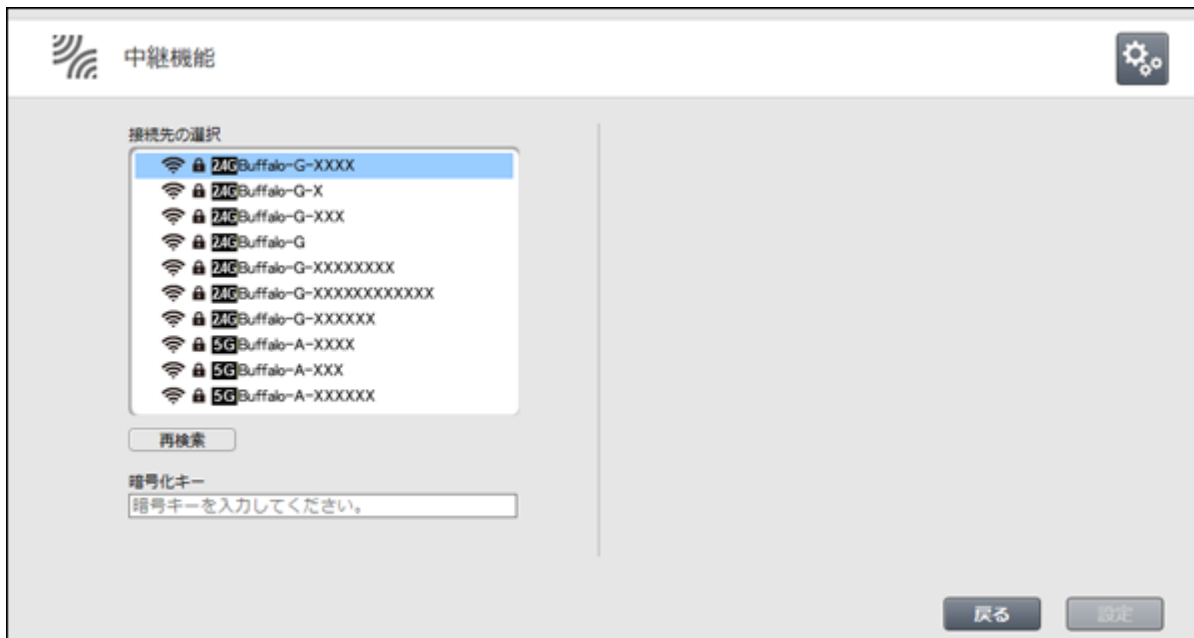 中継機能
接続先の選択
2.4G Buffalo-G-XXXX
2.4G Buffalo-G-X
2.4G Buffalo-G-XXX
2.4G Buffalo-G
2.4G Buffalo-G-XXXXXXXX
2.4G Buffalo-G-XXXXXXXXXXXX
2.4G Buffalo-G-XXXXXX
5G Buffalo-A-XXXX
5G Buffalo-A-XXX
5G Buffalo-A-XXXXXX
再検索
暗号化キー
暗号キーを入力してください。
戻る 設定